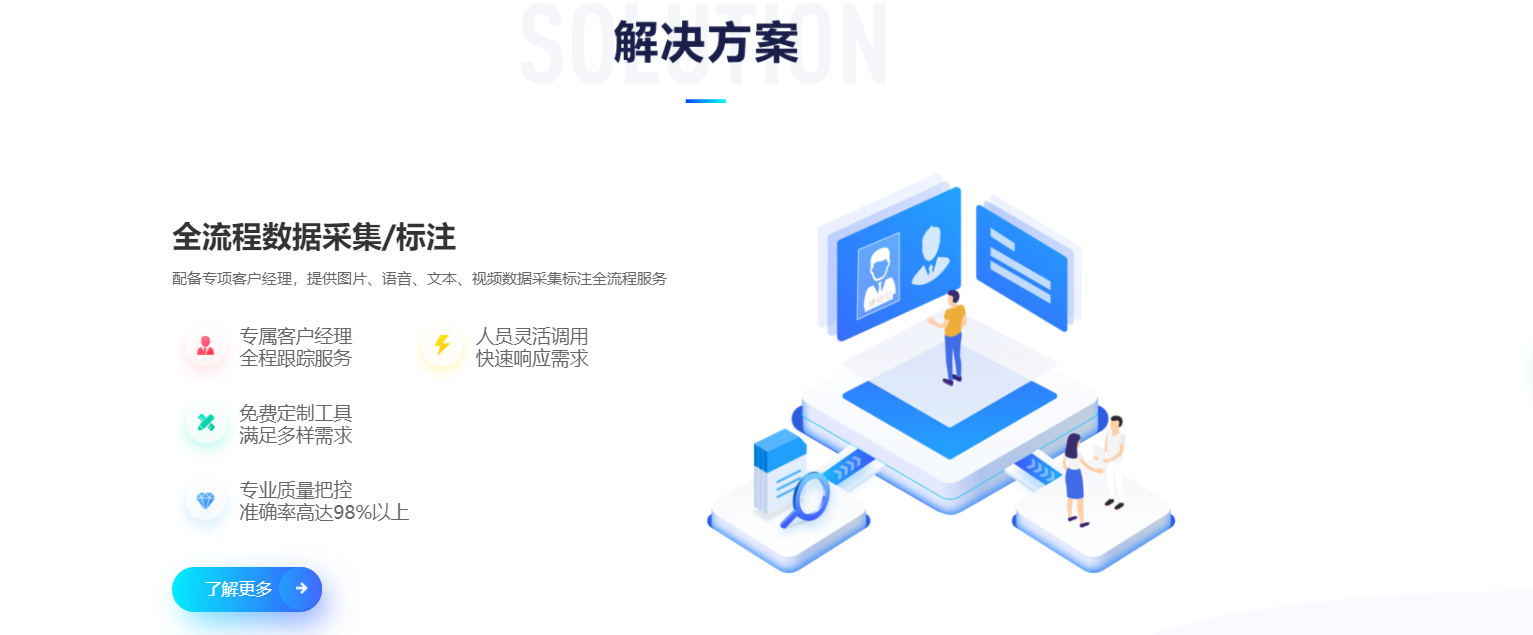 SOLUTION
解决方案
全流程数据采集/标注
配备专项客户经理，提供图片、语音、文本、视频数据采集标注全流程服务
专属客户经理
全程跟踪服务
人员灵活调用
快速响应需求
免费定制工具
满足多样需求
专业质量把控
准确率高达98%以上
了解更多